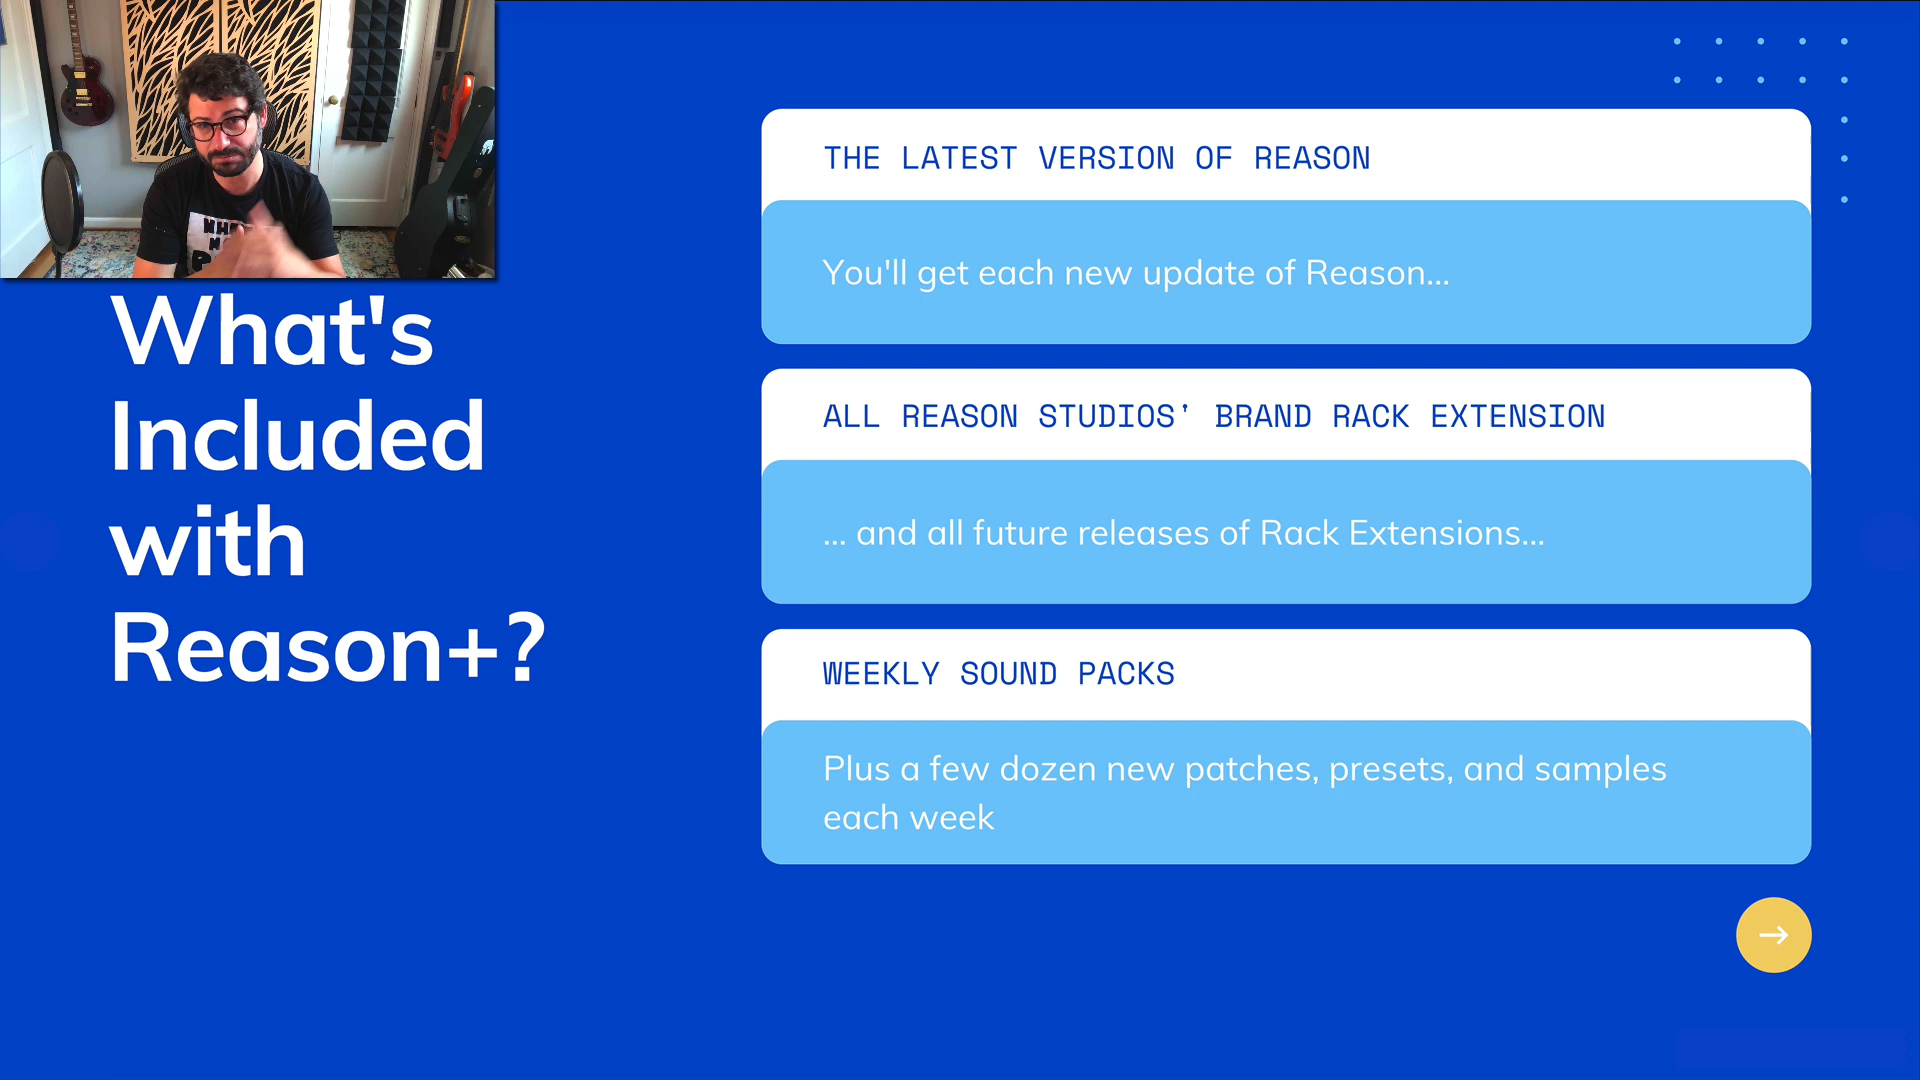 What's
Included
with
Reason+?
THE LATEST VERSION OF REASON
You'll get each new update of Reason...
ALL REASON STUDIOS' BRAND RACK EXTENSION
... and all future releases of Rack Extensions...
WEEKLY SOUND PACKS
Plus a few dozen new patches, presets, and samples
each week